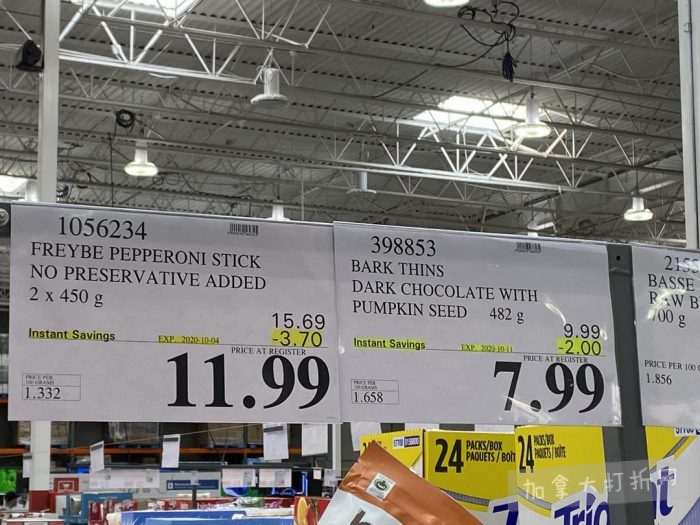 1056234
FREYBE PEPPERONI STICK
NO PRESERVATIVE ADDED
2 x 450 g
15.69
Instant Savings EXP. 2020-10-04 -3.70
PRICE AT REGISTER
11.99
PRICE PER
100 GRAMS
1.332
398853
BARK THINS
DARK CHOCOLATE WITH
PUMPKIN SEED 482 g
9.99
Instant Savings EXP. 2020-10-11 -2.00
PRICE AT REGISTER
7.99
PRICE PER
100 GRAMS
1.658
BASSE
RAW B
00 g
PRICE PER 100
1.856
24 PACKS/BOX
PAQUETS / BOÎTE
24 PACKS/BOX
PAQUETS / BOÎTE
Trio
加拿大打折网